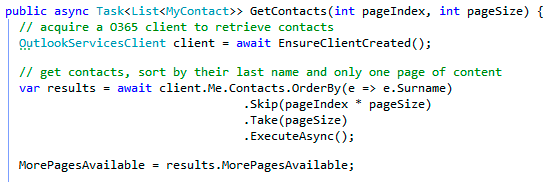 public async Task<List<MyContact>> GetContacts(int pageIndex, int pageSize) {
// acquire a O365 client to retrieve contacts
OutlookServicesClient client = await EnsureClientCreated();
// get contacts, sort by their last name and only one page of content
var results = await client.Me.Contacts.OrderBy(e => e.Surname)
.Skip(pageIndex * pageSize)
.Take(pageSize)
.ExecuteAsync();
MorePagesAvailable = results.MorePagesAvailable;